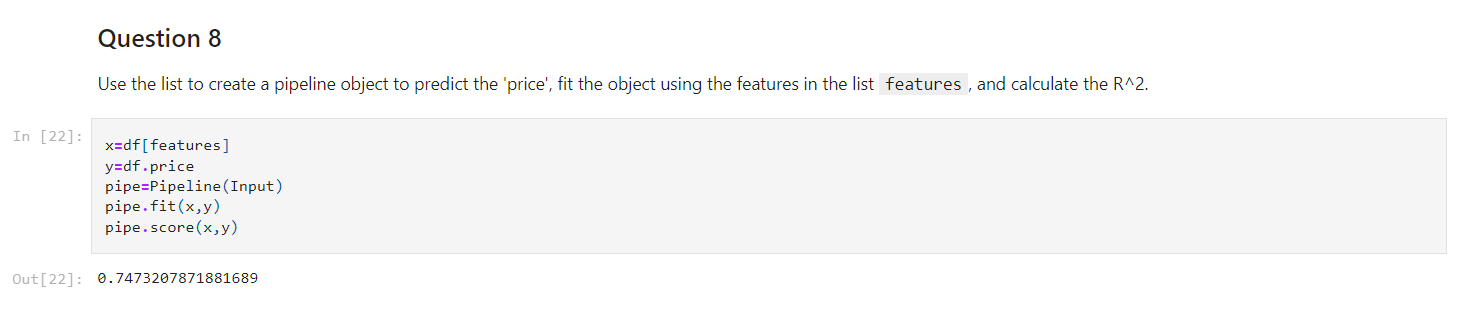 Question 8
Use the list to create a pipeline object to predict the 'price', fit the object using the features in the list features , and calculate the R^2.
In [22]:
x=df[features]
y=df.price
pipe=Pipeline(Input)
pipe.fit(x,y)
pipe.score(x,y)
Out[22]: 0.7473207871881689